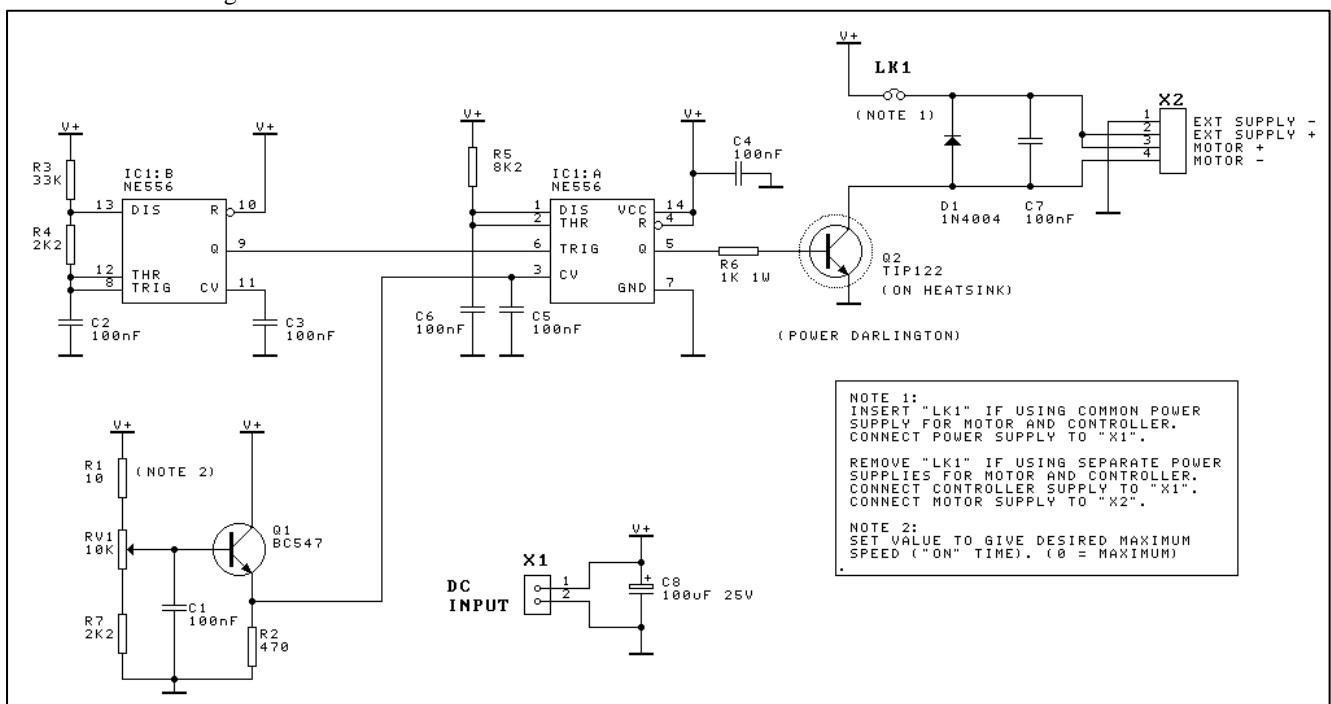 V+
LK1
(NOTE 1)
X2
1 EXT SUPPLY -
2 EXT SUPPLY +
3 MOTOR +
4 MOTOR -
D1
1N4004
C7
100nF
V+
R3
33K
R4
2K2
C2
100nF
V+
IC1:B
NE556
13 DIS
R 10
Q 9
12 THR
8 TRIG
CV 11
C3
100nF
V+
R5
8K2
C6
100nF
C5
100nF
IC1:A
NE556
1 DIS
2 THR
6 TRIG
3 CV
VCC 14
R 4
Q 5
GND 7
V+
C4
100nF
R6
1K 1W
Q2
TIP122
(ON HEATSINK)
(POWER DARLINGTON)
V+
R1
10
(NOTE 2)
RV1
10K
R7
2K2
C1
100nF
V+
Q1
BC547
R2
470
DC
INPUT
X1
1
2
V+
+
C8
100uF 25V
NOTE 1:
INSERT "LK1" IF USING COMMON POWER
SUPPLY FOR MOTOR AND CONTROLLER.
CONNECT POWER SUPPLY TO "X1".
REMOVE "LK1" IF USING SEPARATE POWER
SUPPLIES FOR MOTOR AND CONTROLLER.
CONNECT CONTROLLER SUPPLY TO "X1".
CONNECT MOTOR SUPPLY TO "X2".
NOTE 2:
SET VALUE TO GIVE DESIRED MAXIMUM
SPEED ("ON" TIME). (0 = MAXIMUM)
.